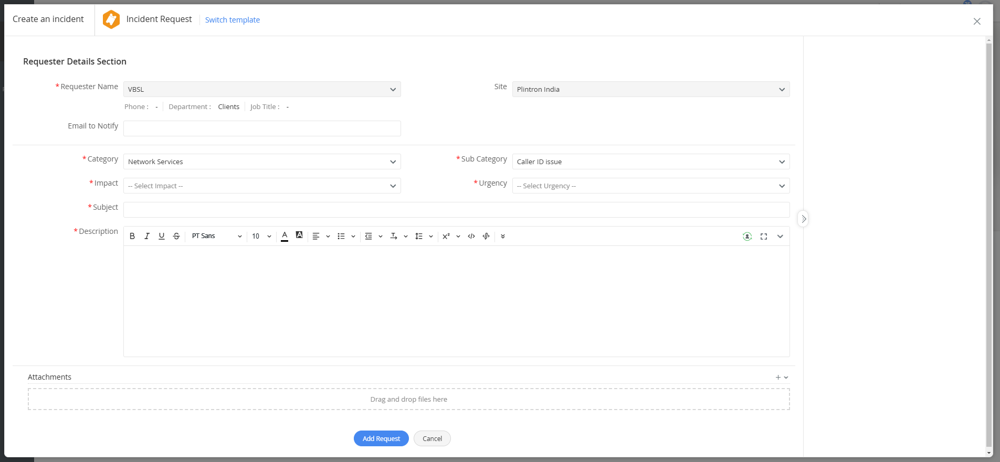 Create an incident
Incident Request
Switch template
Requester Details Section
* Requester Name
VBSL
Site
Plintron India
Phone : - Department : Clients Job Title : -
Email to Notify
* Category
Network Services
* Sub Category
Caller ID issue
* Impact
-- Select Impact --
* Urgency
-- Select Urgency --
* Subject
* Description
B I U S PT Sans 10 A A
Attachments
Drag and drop files here
Add Request
Cancel